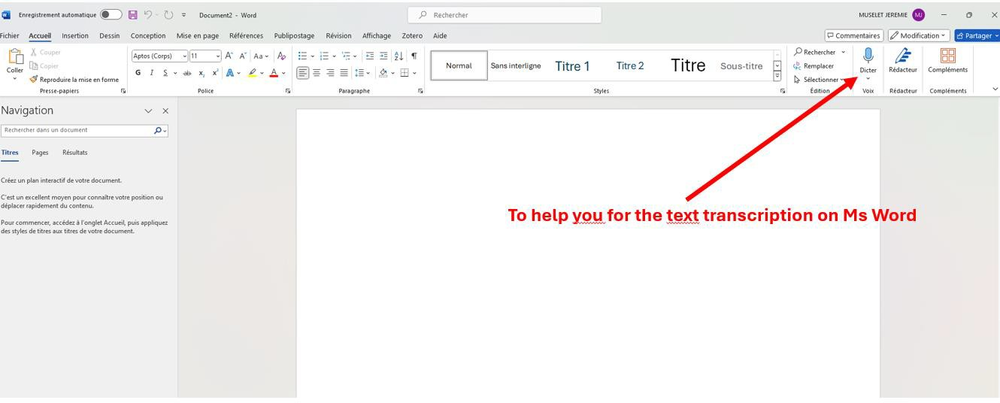 Enregistrement automatique Document2 - Word Rechercher MUSELET JEREMIE MJ
Fichier Accueil Insertion Dessin Conception Mise en page Références Publipostage Révision Affichage Zotero Aide Commentaires Modification Partager
Coller
Couper
Copier
Reproduire la mise en forme
Presse-papiers
Aptos (Corps) 11
G I S ab x₂ x² A A
Police
Paragraphe
Normal Sans interligne Titre 1 Titre 2 Titre Sous-titre
Styles
Rechercher
Remplacer
Sélectionner
Édition
Dicter
Voix
Rédacteur
Rédacteur
Compléments
Compléments
Navigation
Rechercher dans un document
Titres Pages Résultats
Créez un plan interactif de votre document.
C'est un excellent moyen pour connaître votre position ou
déplacer rapidement du contenu.
Pour commencer, accédez à l'onglet Accueil, puis appliquez
des styles de titres aux titres de votre document.
To help you for the text transcription on Ms Word